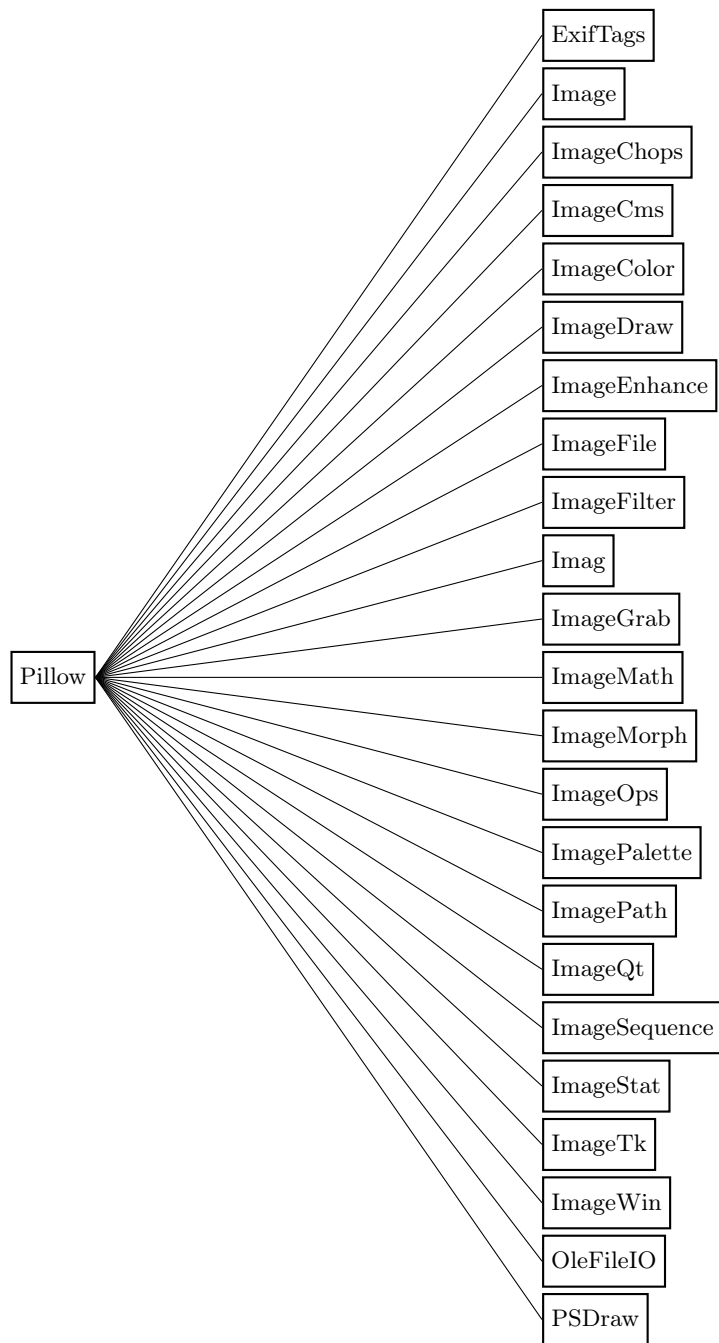 ExifTags
Image
ImageChops
ImageCms
ImageColor
ImageDraw
ImageEnhance
ImageFile
ImageFilter
Imag
ImageGrab
Pillow
ImageMath
ImageMorph
ImageOps
ImagePalette
ImagePath
ImageQt
ImageSequence
ImageStat
ImageTk
ImageWin
OleFileIO
PSDraw